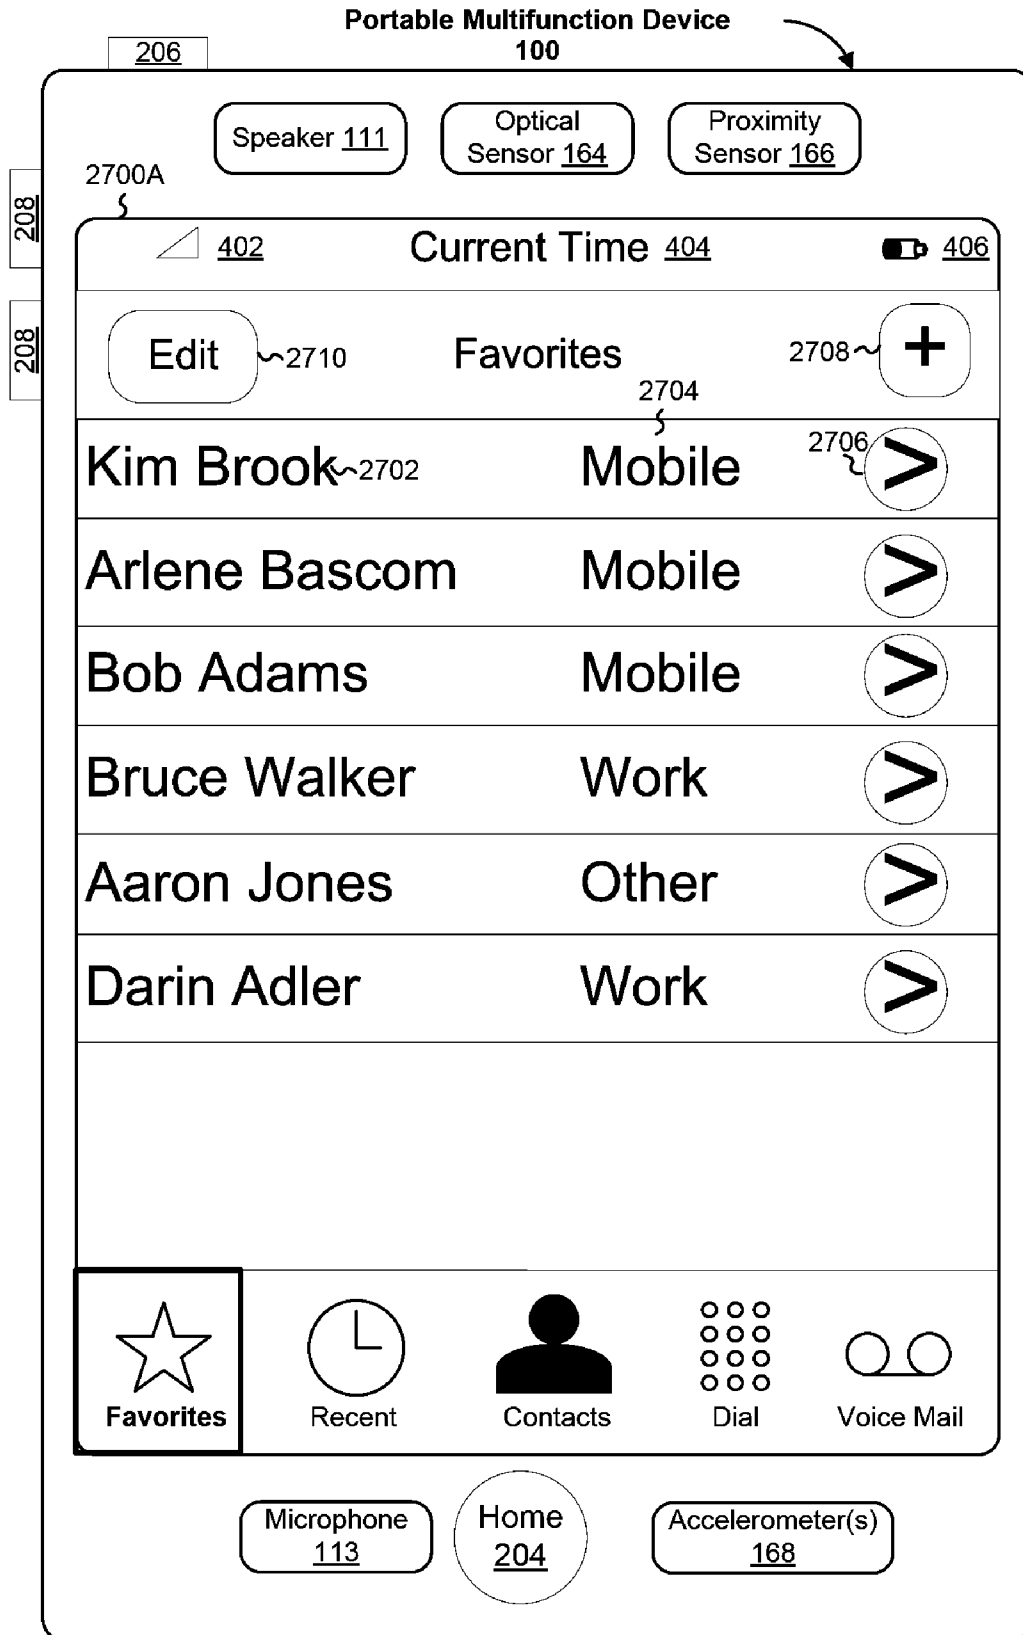 Portable Multifunction Device
100
206
Speaker 111
Optical
Sensor 164
Proximity
Sensor 166
2700A
208
208
402
Current Time 404
406
Edit
2710
Favorites
2708
+
2704
Kim Brook
2702
Mobile
2706
>
Arlene Bascom
Mobile
>
Bob Adams
Mobile
>
Bruce Walker
Work
>
Aaron Jones
Other
>
Darin Adler
Work
>
Favorites
Recent
Contacts
Dial
Voice Mail
Microphone
113
Home
204
Accelerometer(s)
168